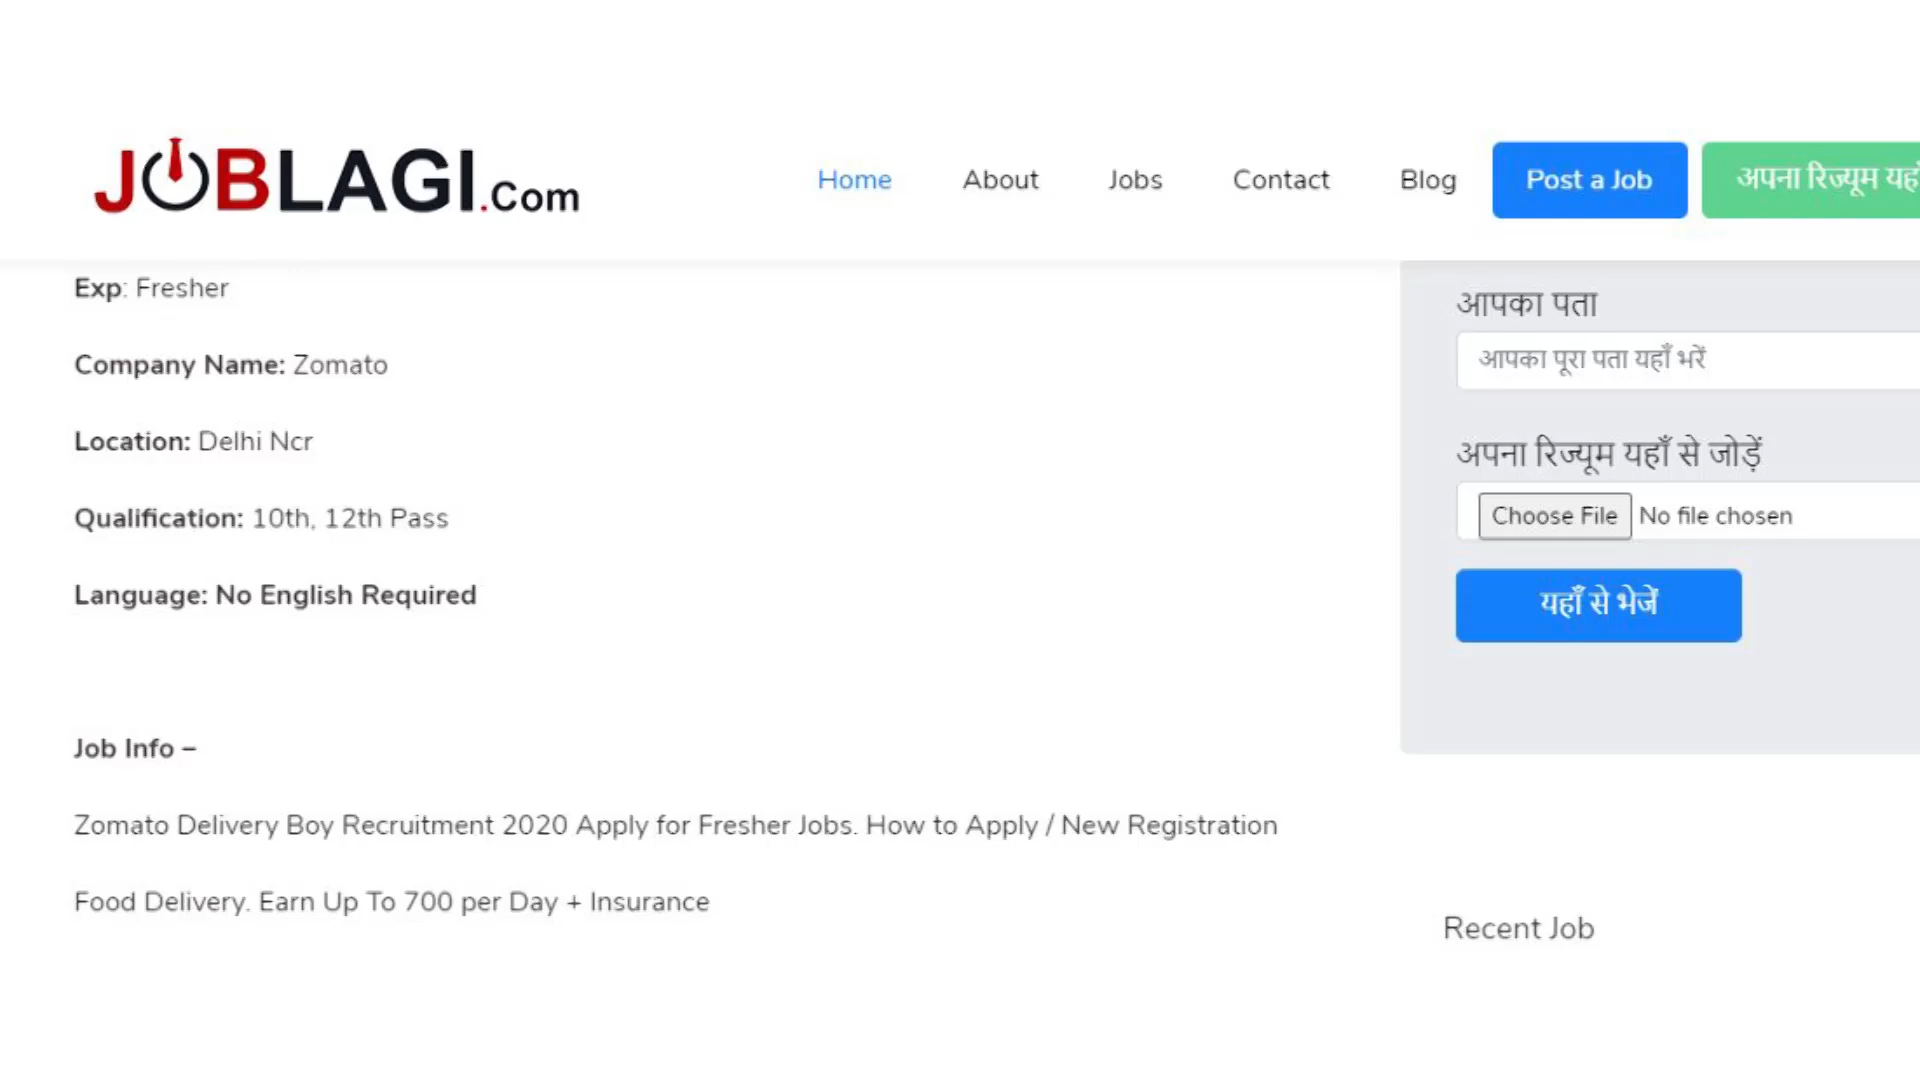 JOBLAGI.Com
Home About Jobs Contact Blog Post a Job अपना रिज्यूम यहाँ
Exp: Fresher
Company Name: Zomato
Location: Delhi Ncr
Qualification: 10th, 12th Pass
Language: No English Required
Job Info –
Zomato Delivery Boy Recruitment 2020 Apply for Fresher Jobs. How to Apply / New Registration
Food Delivery. Earn Up To 700 per Day + Insurance
आपका पता
आपका पूरा पता यहाँ भरें
अपना रिज्यूम यहाँ से जोड़ें
Choose File No file chosen
यहाँ से भेजें
Recent Job